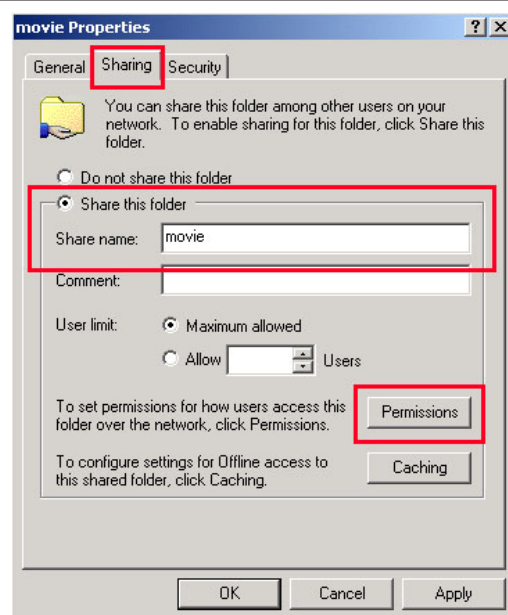 movie Properties
General Sharing Security
You can share this folder among other users on your
network. To enable sharing for this folder, click Share this
folder.
Do not share this folder
Share this folder
Share name: movie
Comment:
User limit: Maximum allowed
Allow Users
To set permissions for how users access this
folder over the network, click Permissions.
Permissions
To configure settings for Offline access to
this shared folder, click Caching.
Caching
OK Cancel Apply